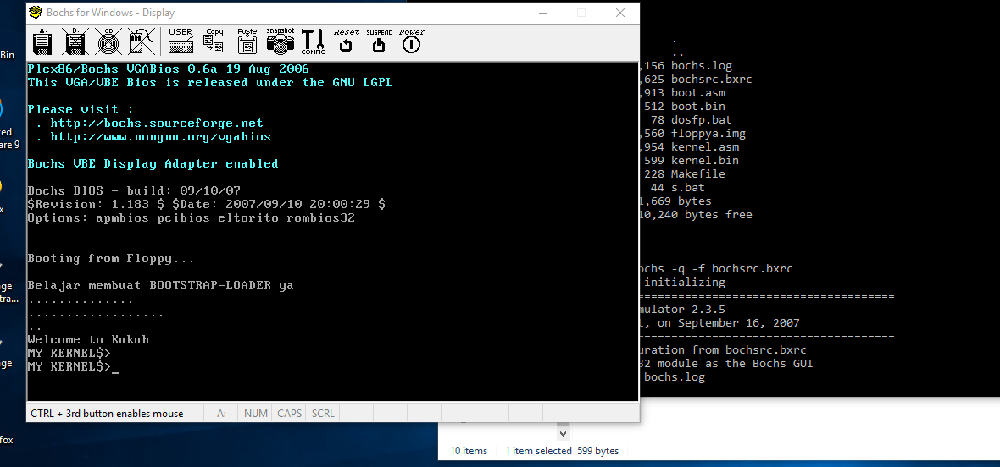 Bochs for Windows - Display
A: B: CD USER Copy Paste snapshot T CONFIG Reset SUSPEND Power
Plex86/Bochs VGABios 0.6a 19 Aug 2006
This VGA/VBE Bios is released under the GNU LGPL
Please visit :
. http://bochs.sourceforge.net
. http://www.nongnu.org/vgabios
Bochs VBE Display Adapter enabled
Bochs BIOS - build: 09/10/07
$Revision: 1.183 $ $Date: 2007/09/10 20:00:29 $
Options: apmbios pcibios eltorito rombios32
Booting from Floppy...
Belajar membuat BOOTSTRAP-LOADER ya
..............
..................
..
Welcome to Kukuh
MY KERNEL$>
MY KERNEL$>_
CTRL + 3rd button enables mouse A: NUM CAPS SCRL
.
..
,156 bochs.log
,625 bochsrc.bxrc
,913 boot.asm
512 boot.bin
78 dosfp.bat
,560 floppya.img
,954 kernel.asm
599 kernel.bin
228 Makefile
44 s.bat
1,669 bytes
10,240 bytes free
ochs -q -f bochsrc.bxrc
initializing
=====================================
mulator 2.3.5
t, on September 16, 2007
=====================================
uration from bochsrc.bxrc
32 module as the Bochs GUI
bochs.log
10 items 1 item selected 599 bytes
Bin
ced
are 9
x
ge
tra...
ge
fox